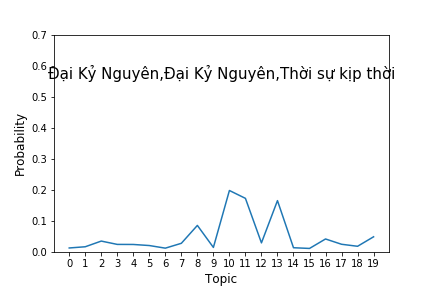 0.7
Đại Kỷ Nguyên,Đại Kỷ Nguyên,Thời sự kịp thời
0.6
0.5
0.4
0.3
0.2
0.1
0.0
Probability
0 1 2 3 4 5 6 7 8 9 10 11 12 13 14 15 16 17 18 19
Topic